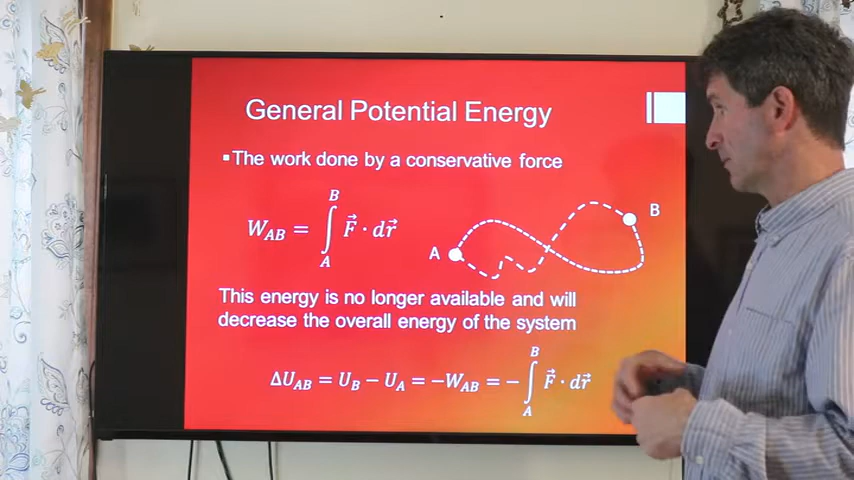 General Potential Energy
▪The work done by a conservative force
W_AB = ∫_A^B F⃗ · dr⃗
A
B
This energy is no longer available and will
decrease the overall energy of the system
ΔU_AB = U_B − U_A = −W_AB = −∫_A^B F⃗ · dr⃗